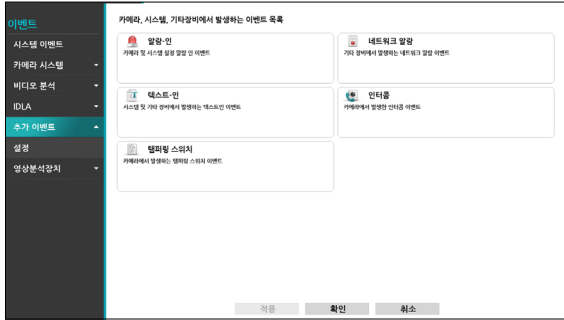 이벤트
시스템 이벤트
카메라 시스템
비디오 분석
IDLA
추가 이벤트
설정
영상분석장치
카메라, 시스템, 기타장비에서 발생하는 이벤트 목록
알람-인
카메라 및 시스템 설정 알람 인 이벤트
네트워크 알람
기타 장비에서 발생하는 네트워크 알람 이벤트
텍스트-인
시스템 및 기타 장비에서 발생하는 텍스트인 이벤트
인터콤
카메라에서 발생한 인터콤 이벤트
탬퍼링 스위치
카메라에서 발생하는 탬퍼링 스위치 이벤트
적용
확인
취소